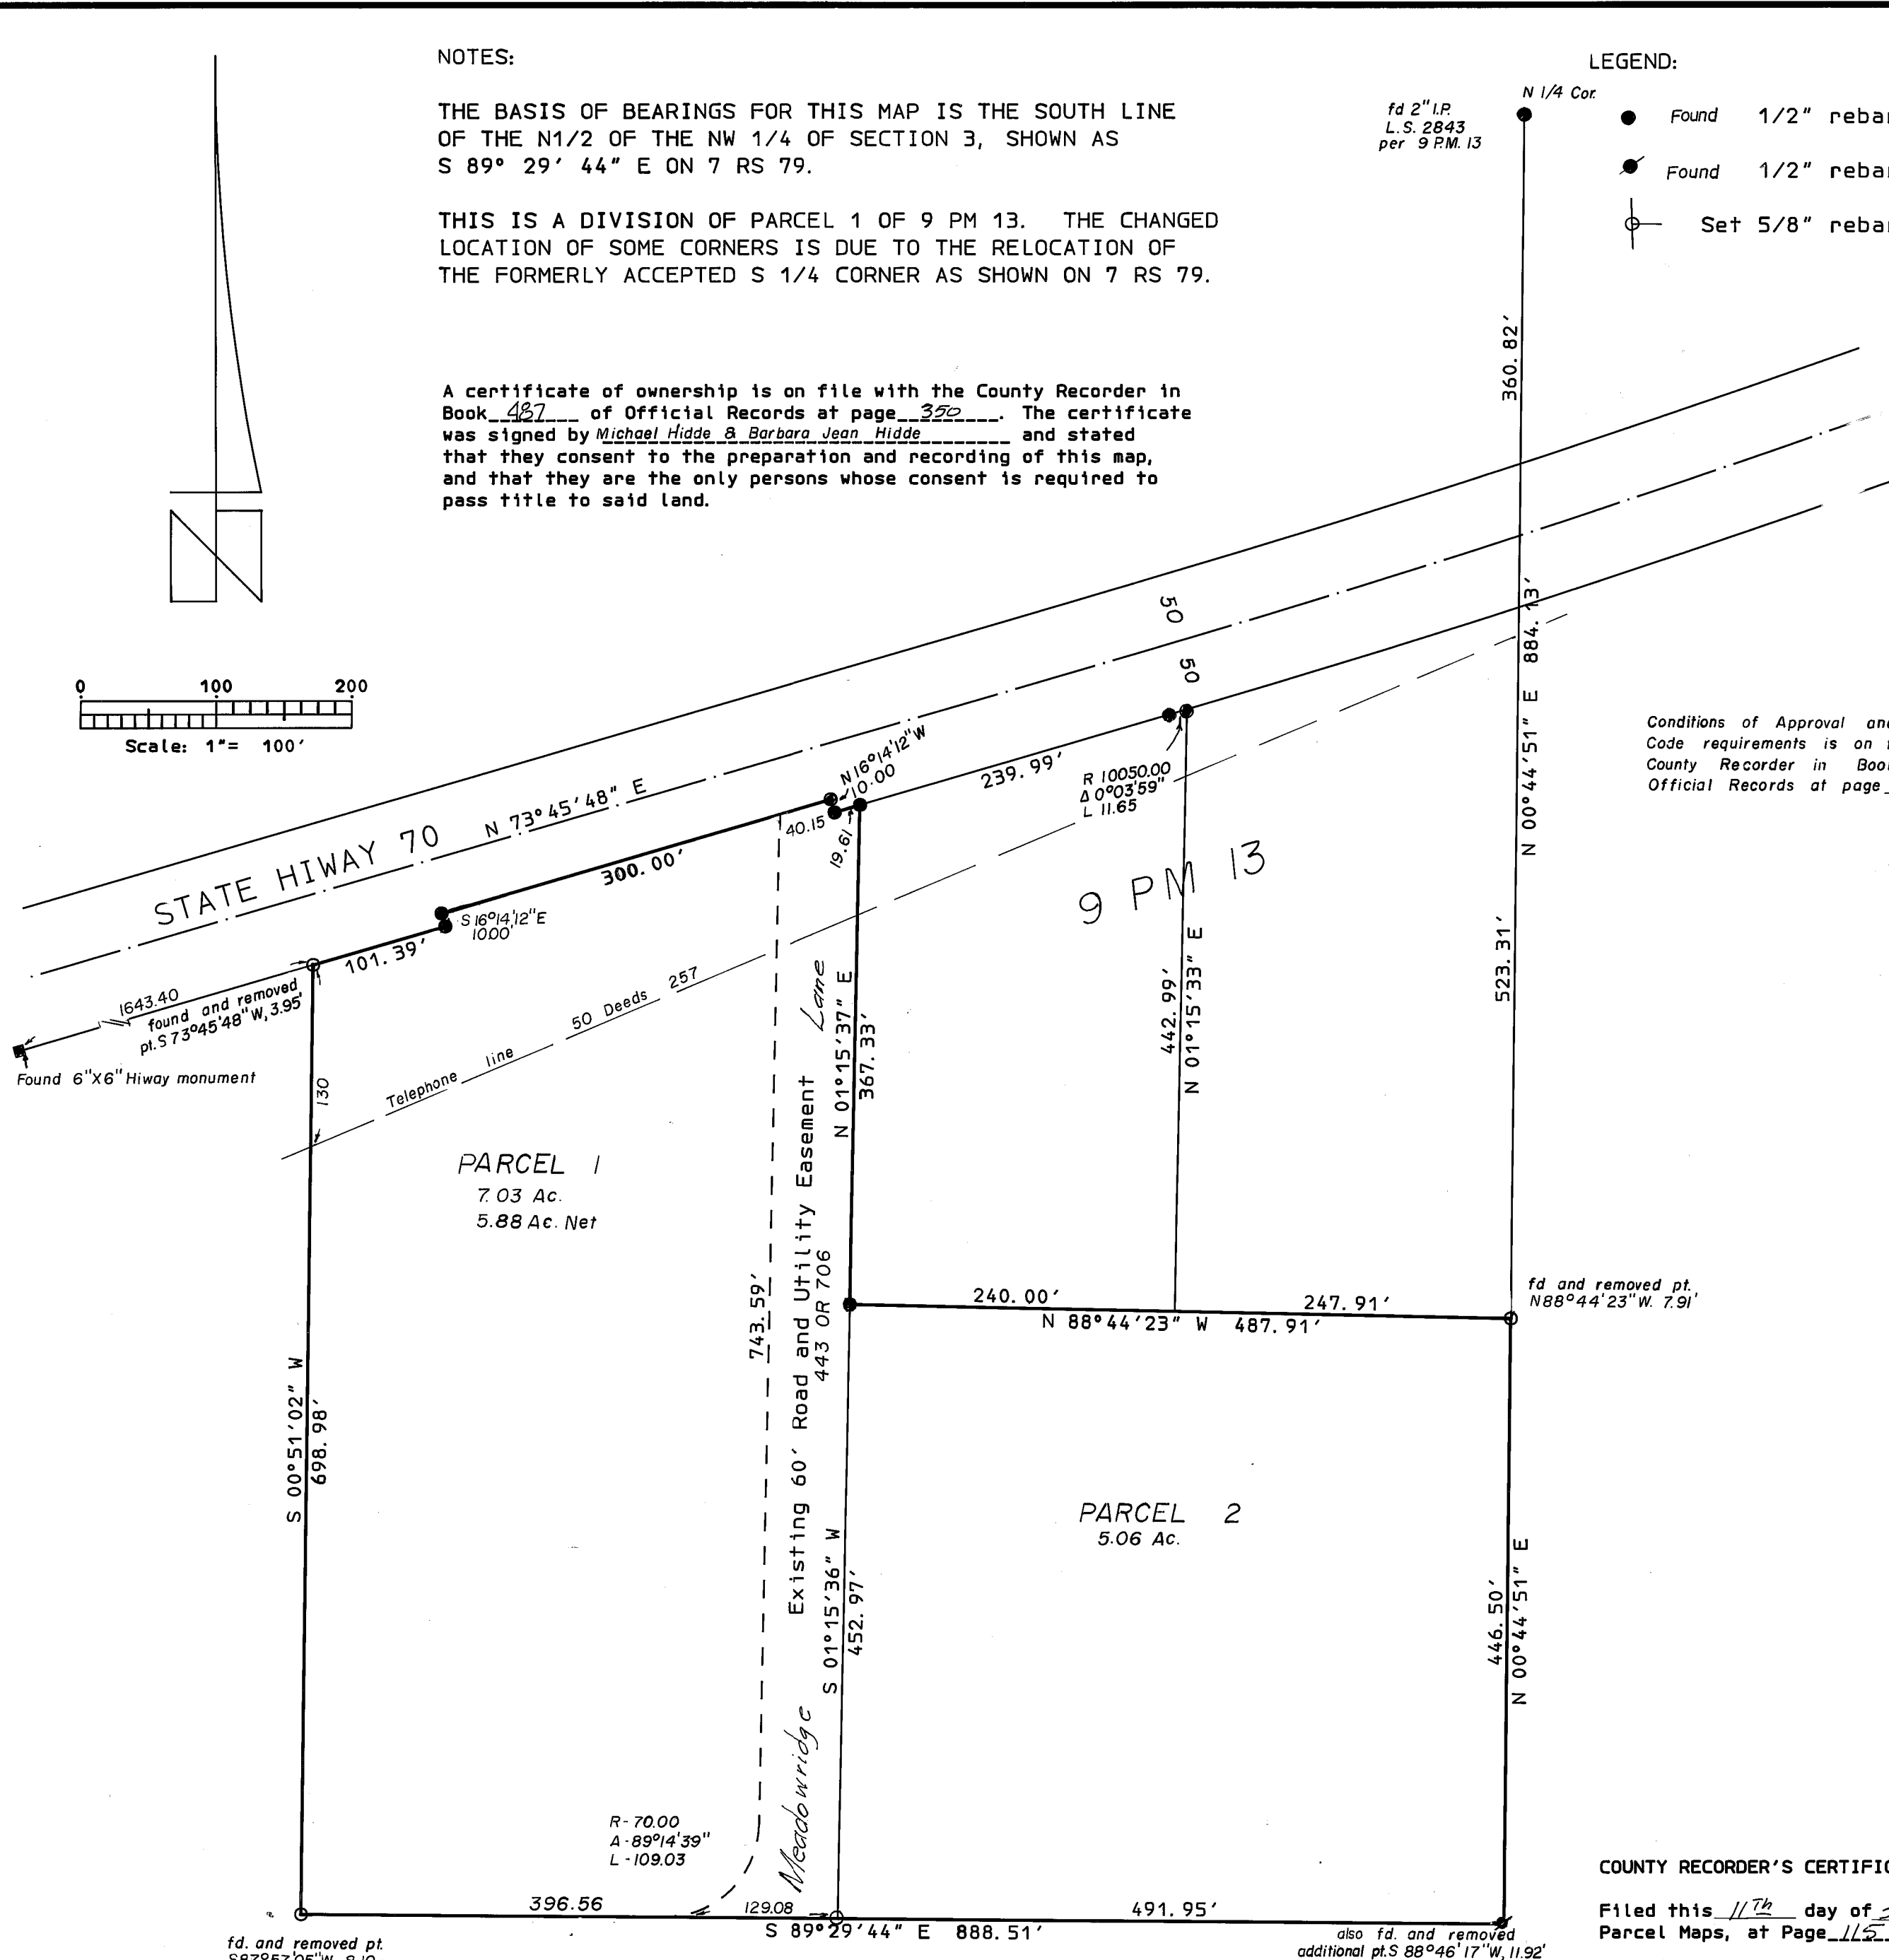 NOTES:
THE BASIS OF BEARINGS FOR THIS MAP IS THE SOUTH LINE
OF THE N1/2 OF THE NW 1/4 OF SECTION 3, SHOWN AS
S 89° 29' 44" E ON 7 RS 79.
THIS IS A DIVISION OF PARCEL 1 OF 9 PM 13. THE CHANGED
LOCATION OF SOME CORNERS IS DUE TO THE RELOCATION OF
THE FORMERLY ACCEPTED S 1/4 CORNER AS SHOWN ON 7 RS 79.
A certificate of ownership is on file with the County Recorder in
Book 487 of Official Records at page 350. The certificate
was signed by Michael Hidde & Barbara Jean Hidde and stated
that they consent to the preparation and recording of this map,
and that they are the only persons whose consent is required to
pass title to said land.
LEGEND:
Found 1/2" rebar
Found 1/2" rebar
Set 5/8" rebar
N 1/4 Cor.
fd 2" I.P.
L.S. 2843
per 9 P.M. 13
360.82'
N 00°44'51" E 884.13'
523.31'
0 100 200
Scale: 1"= 100'
STATE HIWAY 70
N 73°45'48" E
50
50
N 16°14'12"W
10.00
239.99'
R 10050.00
Δ 0°03'59"
L 11.65
40.15
19.61
300.00'
S 16°14'12"E
10.00'
101.39'
1643.40
found and removed
pt. S 73°45'48" W, 3.95'
Found 6"X6" Hiway monument
130
Telephone line 50 Deeds 257
9 PM 13
Conditions of Approval and
Code requirements is on
County Recorder in
Official Records at page
PARCEL 1
7.03 Ac.
5.88 Ac. Net
743.59'
Existing 60' Road and Utility Easement
443 OR 706
Meadowridge Lane
N 01°15'37" E
367.33'
442.99'
N 01°15'33" E
240.00'
247.91'
N 88°44'23" W 487.91'
fd and removed pt.
N88°44'23"W. 7.91'
S 00°51'02" W
698.98'
PARCEL 2
5.06 Ac.
S 01°15'36" W
452.97'
446.50'
N 00°44'51" E
R-70.00
A-89°14'39"
L-109.03
396.56
129.08
491.95'
S 89°29'44" E 888.51'
fd. and removed pt.
also fd. and removed
additional pt. S 88°46'17"W, 11.92'
COUNTY RECORDER'S
Filed this 11Th day of
Parcel Maps, at Page 115